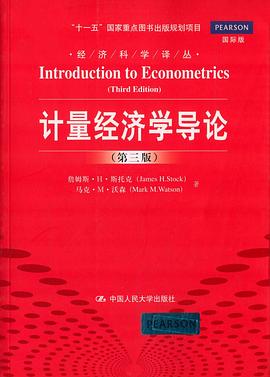 "十一五"国家重点图书出版规划项目
PEARSON
国际版
·经/济/科/学/译/丛·
Introduction to Econometrics
(Third Edition)
计量经济学导论
(第三版)
詹姆斯·H·斯托克 (James H.Stock)
马克·M·沃森 (Mark M.Watson)
著
中国人民大学出版社
PEARSON